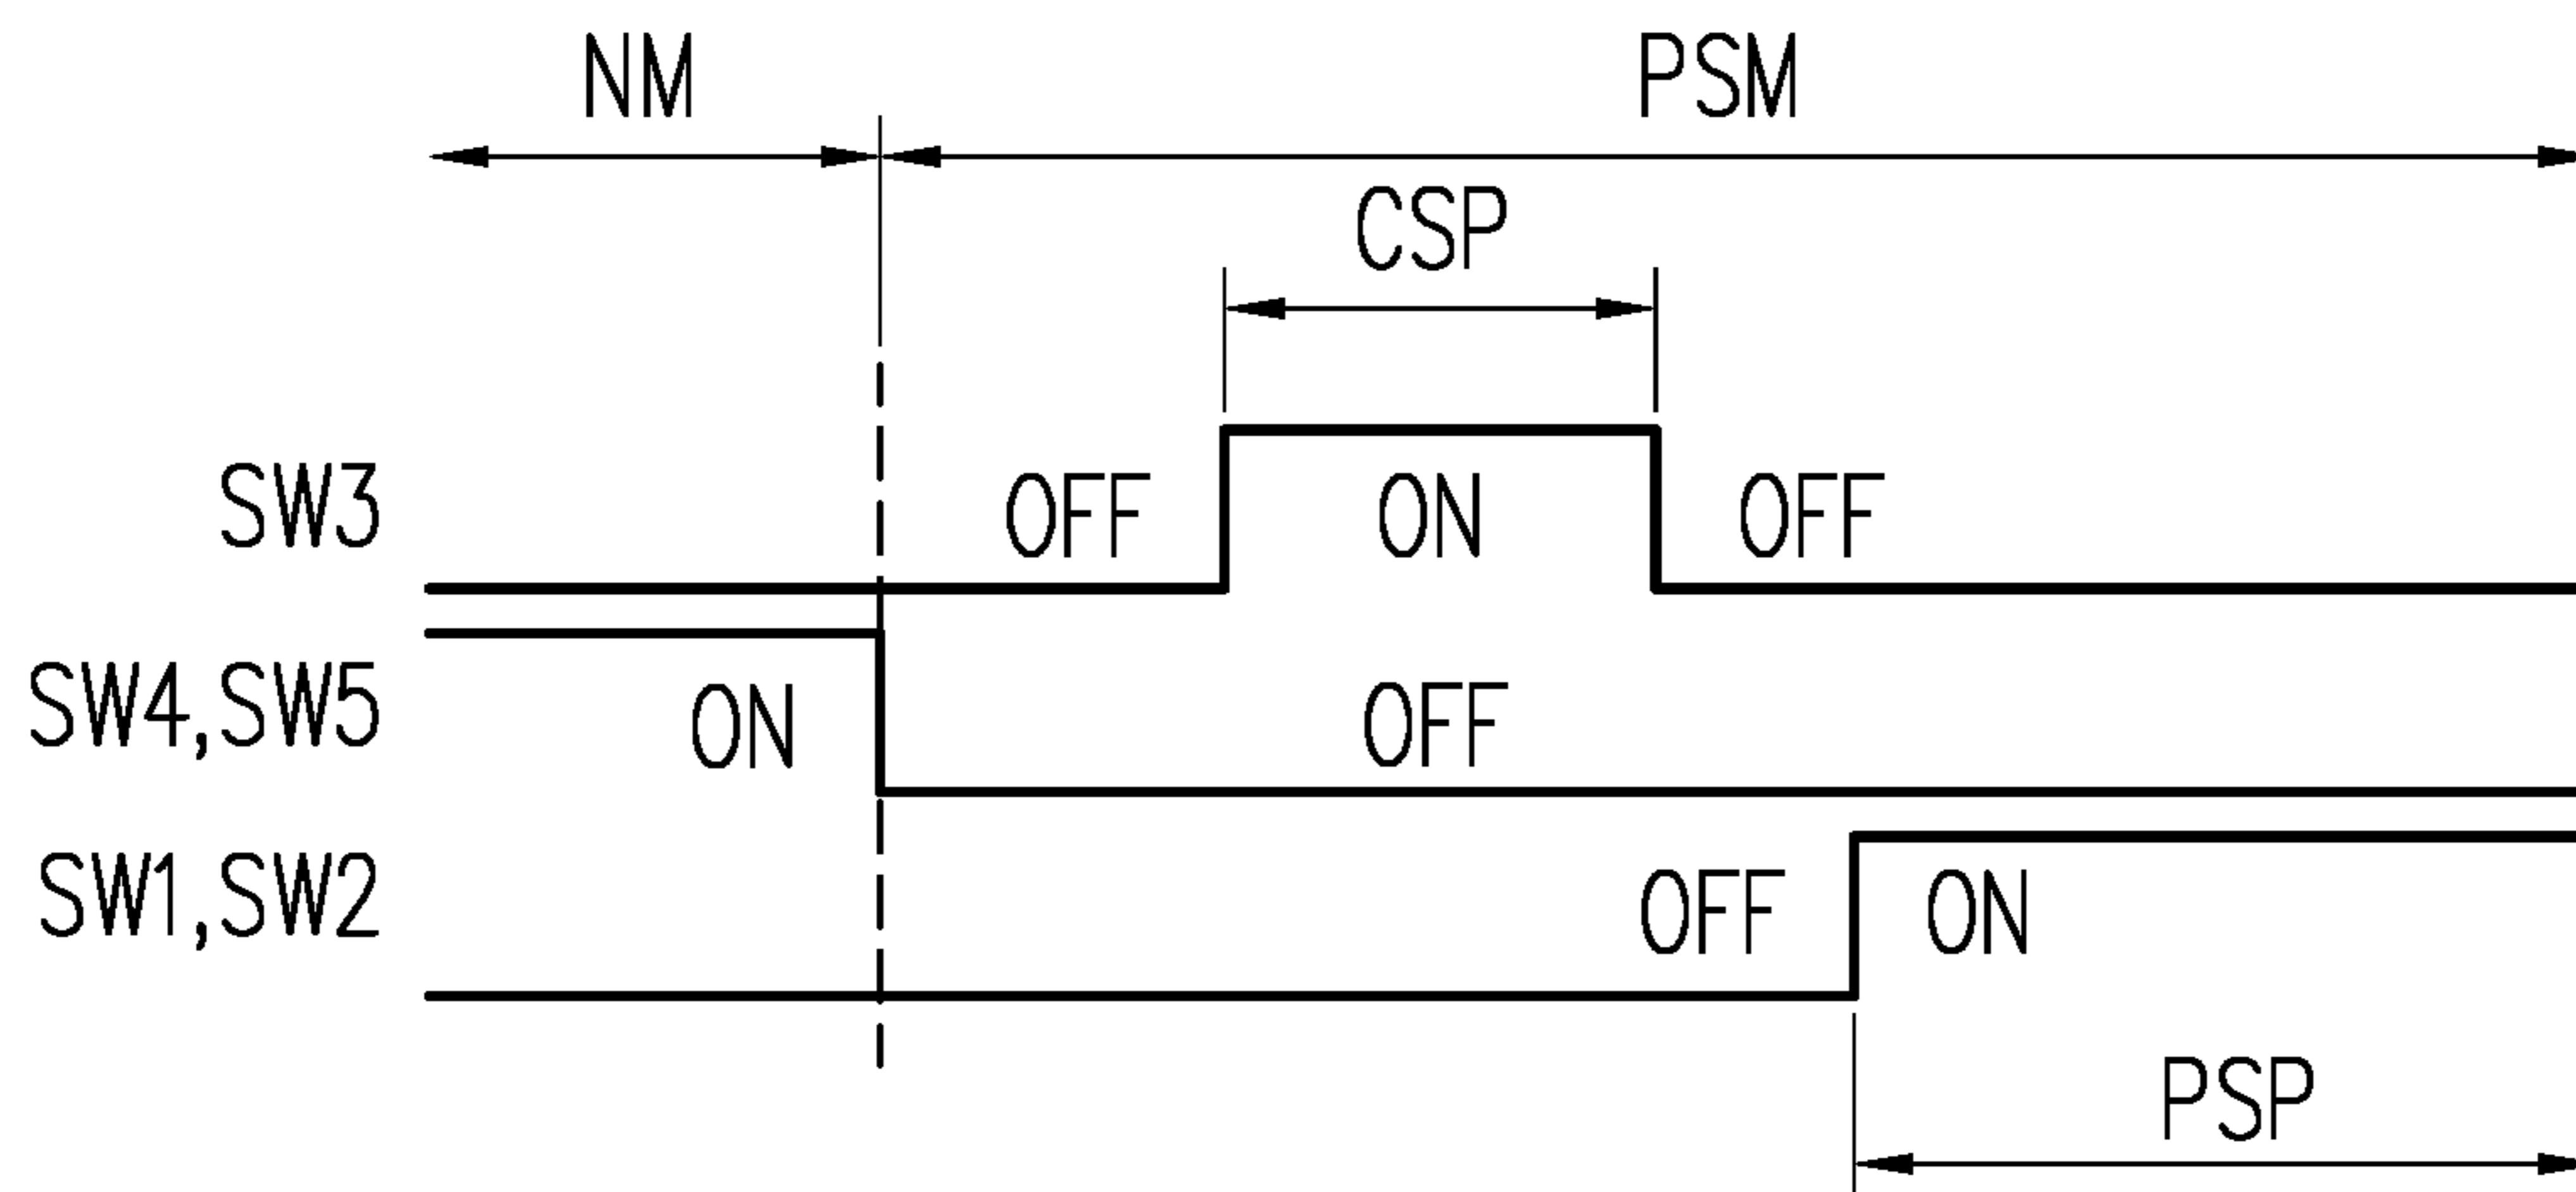 NM PSM
CSP
SW3 OFF ON OFF
SW4,SW5 ON OFF
SW1,SW2 OFF ON
PSP